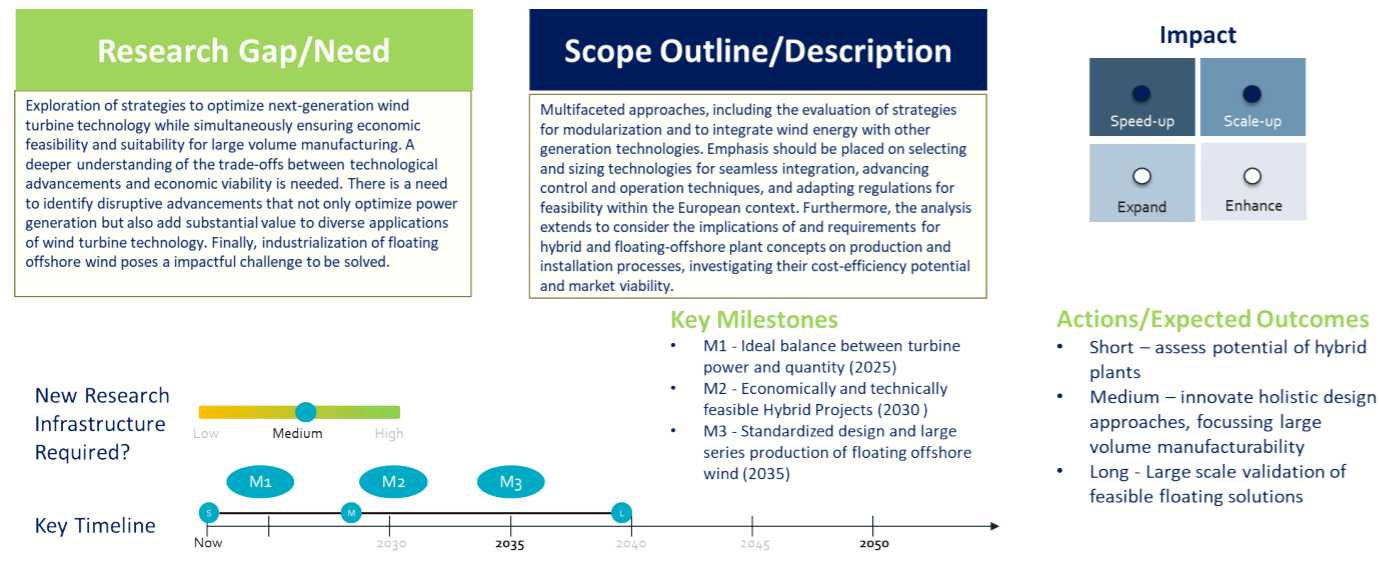 Research Gap/Need
Exploration of strategies to optimize next-generation wind
turbine technology while simultaneously ensuring economic
feasibility and suitability for large volume manufacturing. A
deeper understanding of the trade-offs between technological
advancements and economic viability is needed. There is a need
to identify disruptive advancements that not only optimize power
generation but also add substantial value to diverse applications
of wind turbine technology. Finally, industrialization of floating
offshore wind poses a impactful challenge to be solved.
Scope Outline/Description
Multifaceted approaches, including the evaluation of strategies
for modularization and to integrate wind energy with other
generation technologies. Emphasis should be placed on selecting
and sizing technologies for seamless integration, advancing
control and operation techniques, and adapting regulations for
feasibility within the European context. Furthermore, the analysis
extends to consider the implications of and requirements for
hybrid and floating-offshore plant concepts on production and
installation processes, investigating their cost-efficiency potential
and market viability.
Impact
Speed-up
Scale-up
Expand
Enhance
Key Milestones
• M1 - Ideal balance between turbine
power and quantity (2025)
• M2 - Economically and technically
feasible Hybrid Projects (2030 )
• M3 - Standardized design and large
series production of floating offshore
wind (2035)
Actions/Expected Outcomes
• Short – assess potential of hybrid
plants
• Medium – innovate holistic design
approaches, focussing large
volume manufacturability
• Long - Large scale validation of
feasible floating solutions
New Research
Infrastructure
Required?
Low Medium High
M1 M2 M3
Key Timeline
S M L
Now 2030 2035 2040 2045 2050